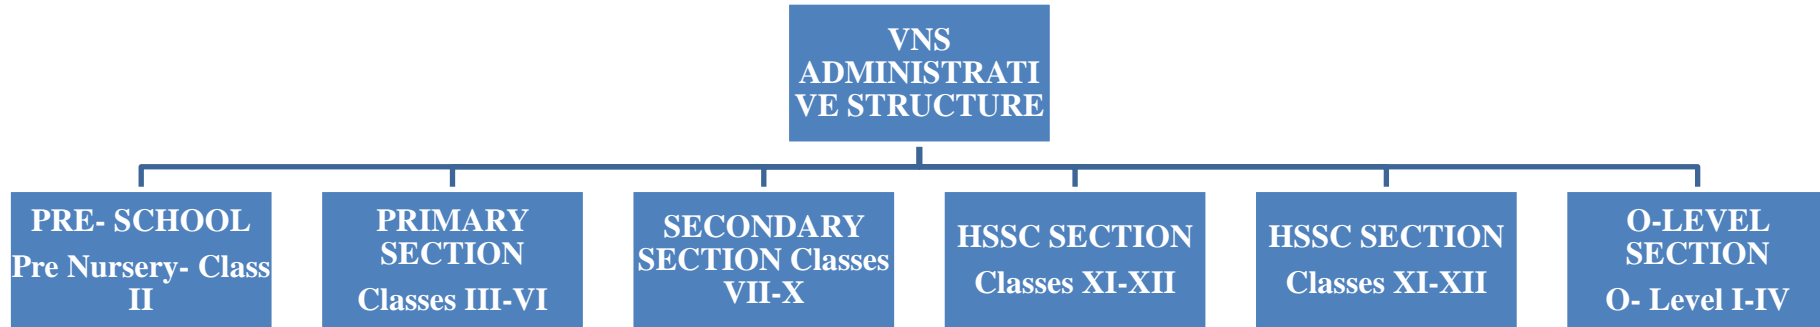 VNS
ADMINISTRATI
VE STRUCTURE
PRE- SCHOOL
Pre Nursery- Class
II
PRIMARY
SECTION
Classes III-VI
SECONDARY
SECTION Classes
VII-X
HSSC SECTION
Classes XI-XII
HSSC SECTION
Classes XI-XII
O-LEVEL
SECTION
O- Level I-IV